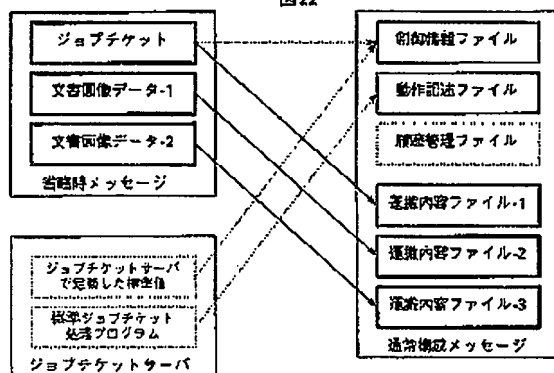 図22
ジョブチケット
文書画像データ-1
文書画像データ-2
省略時メッセージ
ジョブチケットサーバ
で定義した標準値
標準ジョブチケット
処理プログラム
ジョブチケットサーバ
制御情報ファイル
動作記述ファイル
履歴管理ファイル
運搬内容ファイル-1
運搬内容ファイル-2
運搬内容ファイル-3
通常構成メッセージ